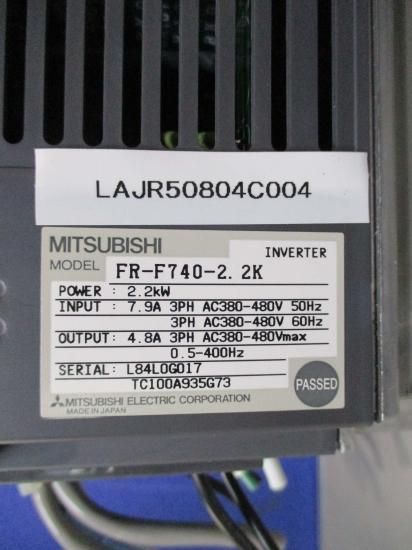 LAJR50804C004
MITSUBISHI INVERTER
MODEL FR-F740-2.2K
POWER : 2.2kW
INPUT : 7.9A 3PH AC380-480V 50Hz
3PH AC380-480V 60Hz
OUTPUT: 4.8A 3PH AC380-480Vmax
0.5-400Hz
SERIAL: L84L0G017
TC100A935G73
PASSED
MITSUBISHI ELECTRIC CORPORATION
MADE IN JAPAN